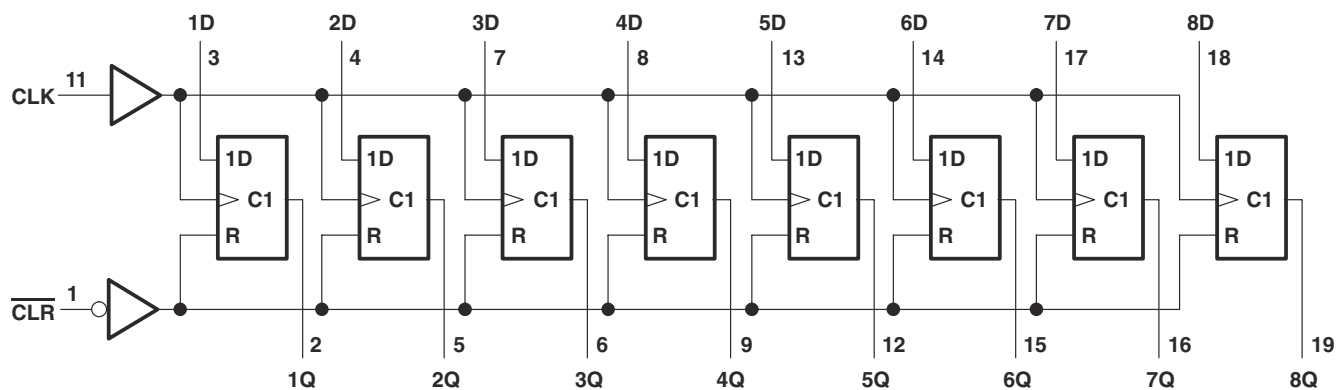 1D 2D 3D 4D 5D 6D 7D 8D
3 4 7 8 13 14 17 18
CLK 11
1D 1D 1D 1D 1D 1D 1D 1D
C1 C1 C1 C1 C1 C1 C1 C1
R R R R R R R R
CLR 1
2 5 6 9 12 15 16 19
1Q 2Q 3Q 4Q 5Q 6Q 7Q 8Q